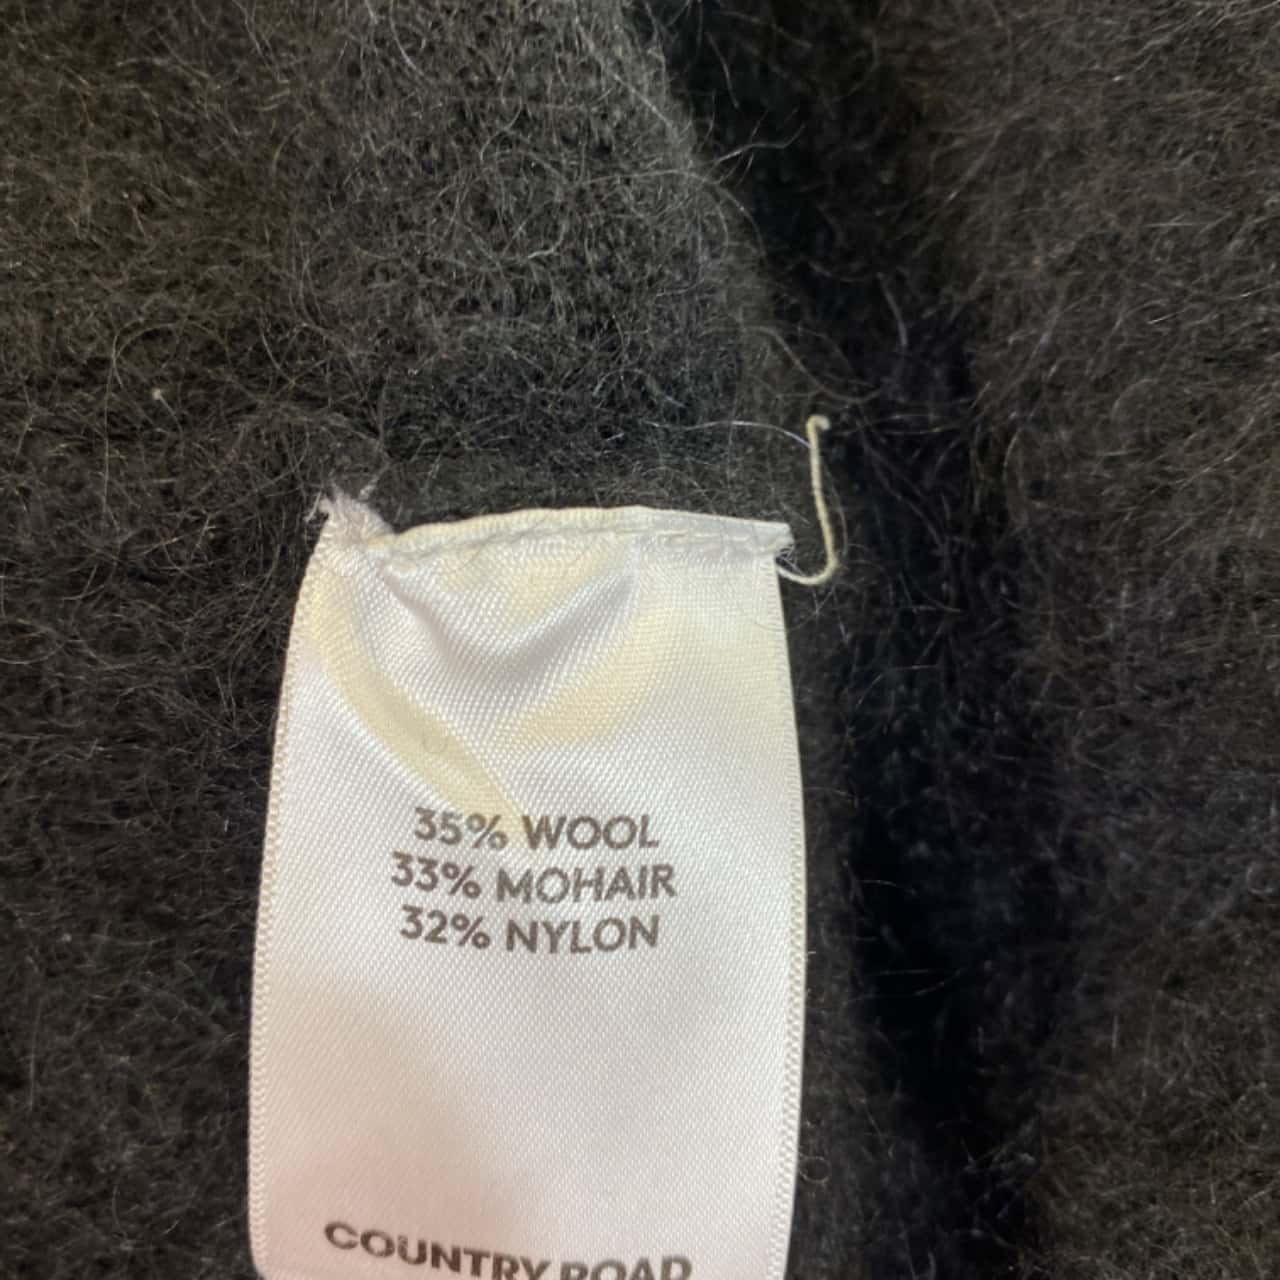 35% WOOL
33% MOHAIR
32% NYLON
COUNTRY ROAD